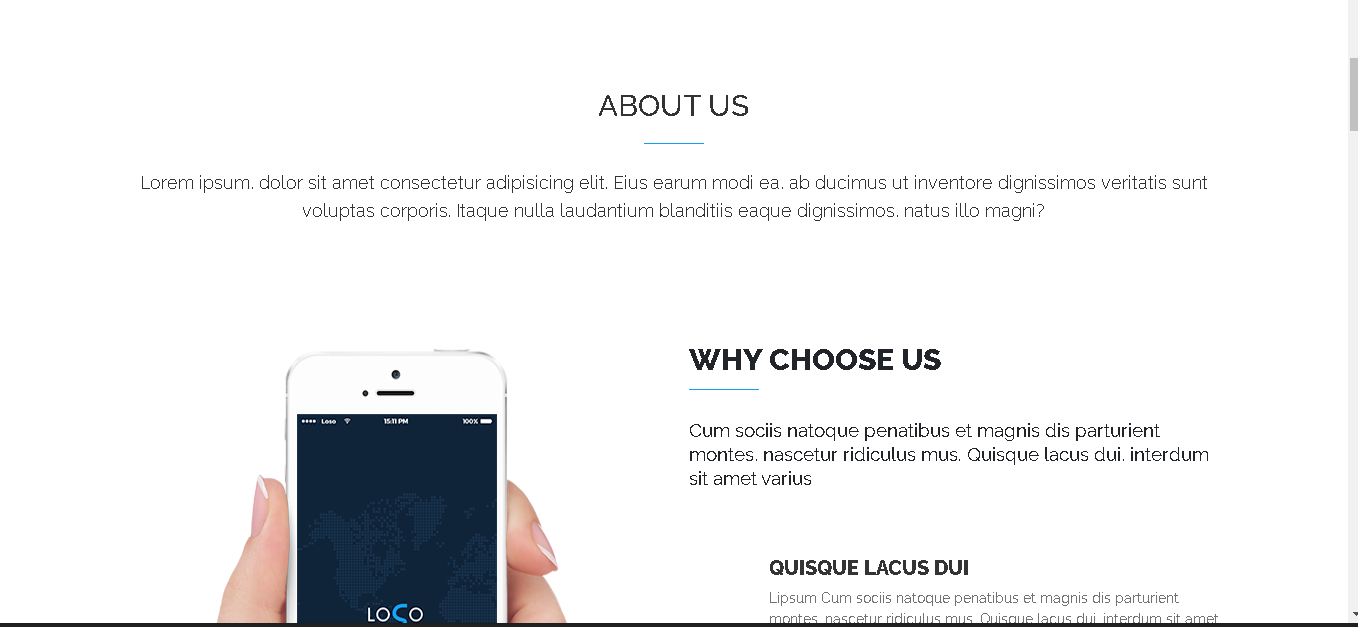 ABOUT US
Lorem ipsum. dolor sit amet consectetur adipisicing elit. Eius earum modi ea. ab ducimus ut inventore dignissimos veritatis sunt
voluptas corporis. Itaque nulla laudantium blanditiis eaque dignissimos. natus illo magni?
WHY CHOOSE US
Loso 15:11 PM 100%
Cum sociis natoque penatibus et magnis dis parturient
montes. nascetur ridiculus mus. Quisque lacus dui. interdum
sit amet varius
QUISQUE LACUS DUI
Lipsum Cum sociis natoque penatibus et magnis dis parturient
LOCO
montes. nascetur ridiculus mus. Quisque lacus dui. interdum sit amet